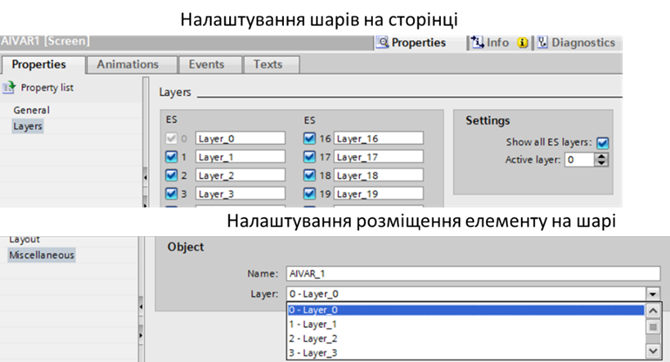 Налаштування шарів на сторінці
AIVAR1 [Screen] Properties Info Diagnostics
Properties Animations Events Texts
Property list
General
Layers
Layers
ES ES
0 Layer_0 16 Layer_16
1 Layer_1 17 Layer_17
2 Layer_2 18 Layer_18
3 Layer_3 19 Layer_19
Settings
Show all ES layers:
Active layer: 0
Налаштування розміщення елементу на шарі
Layout
Miscellaneous
Object
Name: AIVAR_1
Layer: 0 - Layer_0
0 - Layer_0
1 - Layer_1
2 - Layer_2
3 - Layer_3